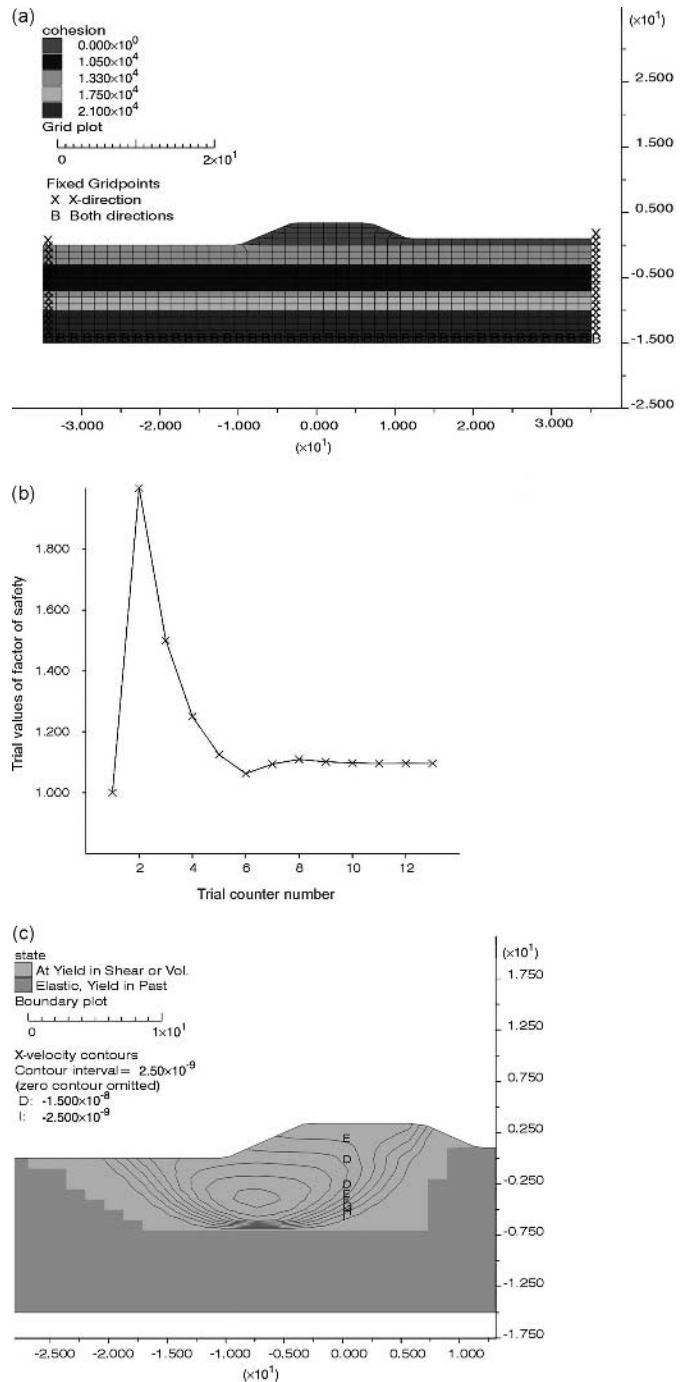 (a)
cohesion
0.000×10⁰
1.050×10⁴
1.330×10⁴
1.750×10⁴
2.100×10⁴
Grid plot
0 2×10¹
Fixed Gridpoints
X X-direction
B Both directions
(×10¹)
3.500
2.500
1.500
0.500
-0.500
-1.500
-2.500
-3.000 -2.000 -1.000 0.000 1.000 2.000 3.000
(×10¹)
(b)
Trial values of factor of safety
1.800
1.600
1.400
1.200
1.000
2 4 6 8 10 12
Trial counter number
(c)
state
At Yield in Shear or Vol.
Elastic, Yield in Past
Boundary plot
0 1×10¹
X-velocity contours
Contour interval= 2.50×10⁻⁹
(zero contour omitted)
D: -1.500×10⁻⁸
I: -2.500×10⁻⁹
E
D
D
(×10¹)
1.750
1.250
0.750
0.250
-0.250
-0.750
-1.250
-1.750
-2.500 -2.000 -1.500 -1.000 -0.500 0.000 0.500 1.000
(×10¹)